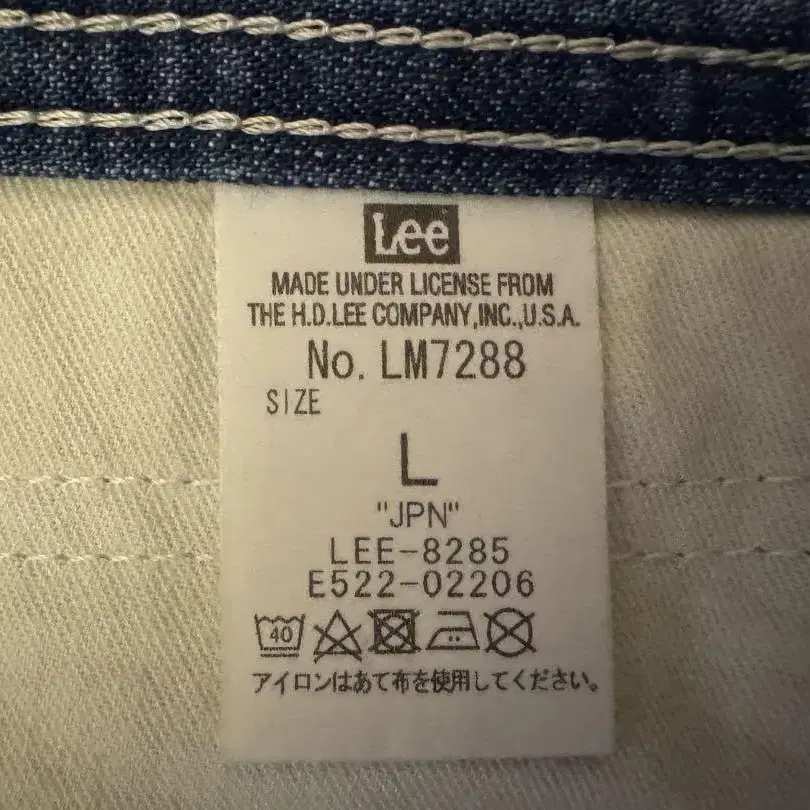 Lee
MADE UNDER LICENSE FROM
THE H.D.LEE COMPANY,INC.,U.S.A.
No. LM7288
SIZE
L
"JPN"
LEE-8285
E522-02206
40
アイロンはあて布を使用してください。